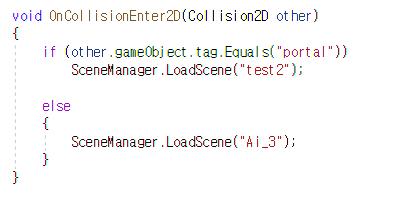 void OnCollisionEnter2D(Collision2D other)
{
if (other.gameObject.tag.Equals("portal"))
SceneManager.LoadScene("test2");
else
{
SceneManager.LoadScene("Ai_3");
}
}